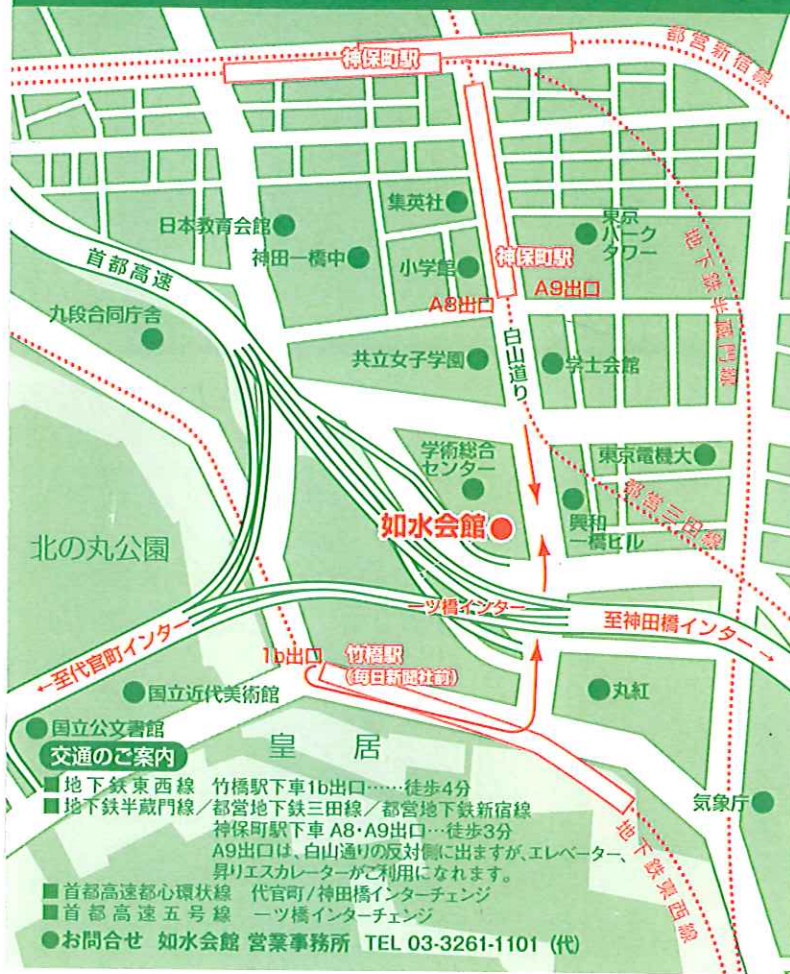 神保町駅
都営新宿線
集英社
日本教育会館
神田一橋中
東京
パーク
タワー
小学館
神保町駅
首都高速
地下鉄半蔵門線
A8出口
A9出口
九段合同庁舎
白山道り
共立女子学園
学士会館
学術総合
センター
東京電機大
都営三田線
如水会館
興和
一橋ビル
北の丸公園
一ツ橋インター
至神田橋インター→
←至代官町インター
1b出口
竹橋駅
(毎日新聞社前)
国立近代美術館
丸紅
国立公文書館
皇居
気象庁
地下鉄東西線
交通のご案内
■地下鉄東西線 竹橋駅下車1b出口……徒歩4分
■地下鉄半蔵門線/都営地下鉄三田線/都営地下鉄新宿線
神保町駅下車 A8・A9出口…徒歩3分
A9出口は、白山通りの反対側に出ますが、エレベーター、
昇りエスカレーターがご利用になれます。
■首都高速都心環状線 代官町/神田橋インターチェンジ
■首都高速五号線 一ツ橋インターチェンジ
●お問合せ 如水会館 営業事務所 TEL 03-3261-1101 (代)